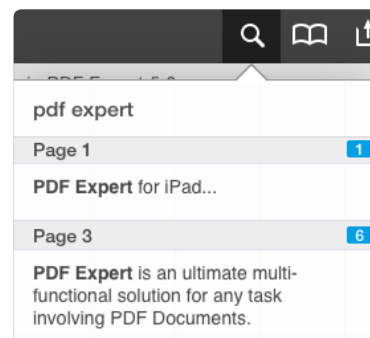 pdf expert
Page 1
1
PDF Expert for iPad...
Page 3
6
PDF Expert is an ultimate multi-
functional solution for any task
involving PDF Documents.